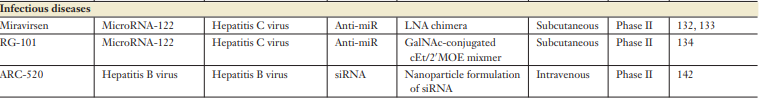 Infectious diseases
Miravirsen MicroRNA-122 Hepatitis C virus Anti-miR LNA chimera Subcutaneous Phase II 132, 133
RG-101 MicroRNA-122 Hepatitis C virus Anti-miR GalNAc-conjugated Subcutaneous Phase II 134
cEt/2′MOE mixmer
ARC-520 Hepatitis B virus Hepatitis B virus siRNA Nanoparticle formulation Intravenous Phase II 142
of siRNA